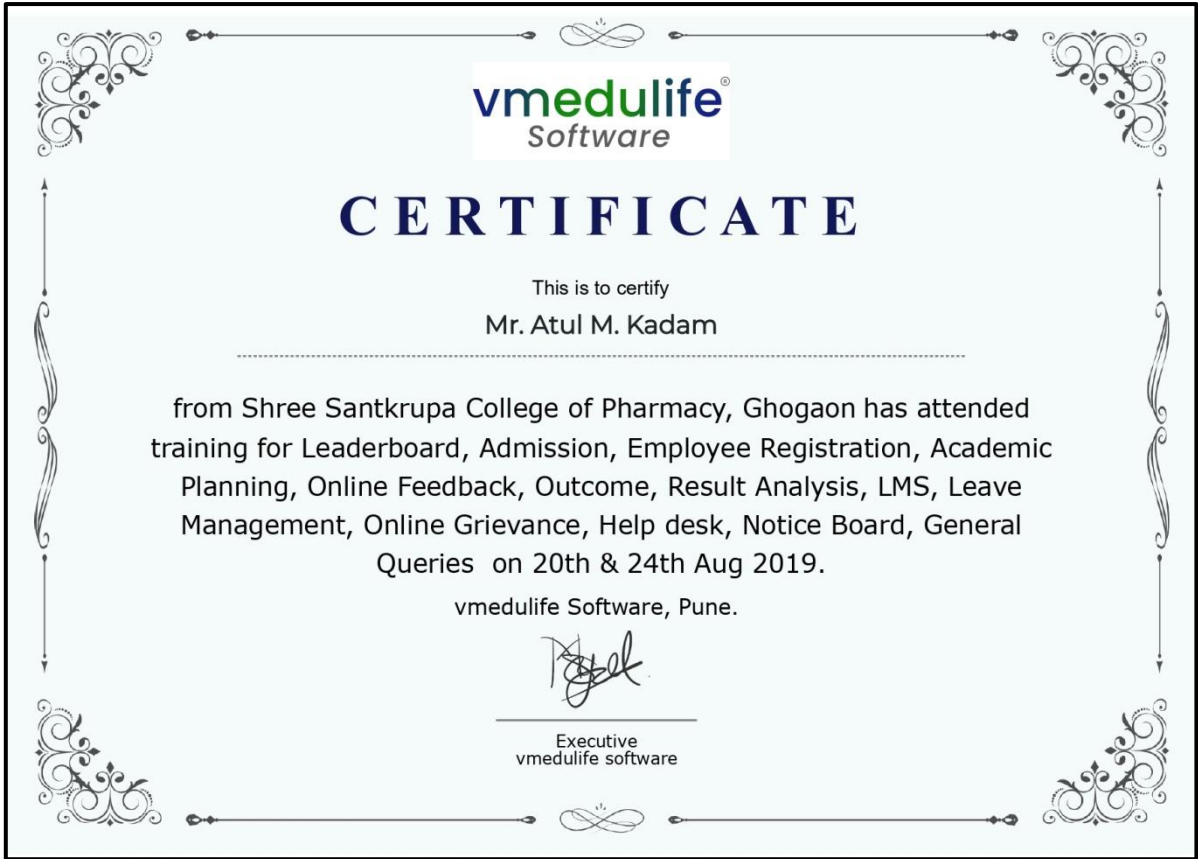 vmedulife®
Software
CERTIFICATE
This is to certify
Mr. Atul M. Kadam
from Shree Santkrupa College of Pharmacy, Ghogaon has attended
training for Leaderboard, Admission, Employee Registration, Academic
Planning, Online Feedback, Outcome, Result Analysis, LMS, Leave
Management, Online Grievance, Help desk, Notice Board, General
Queries on 20th & 24th Aug 2019.
vmedulife Software, Pune.
Executive
vmedulife software